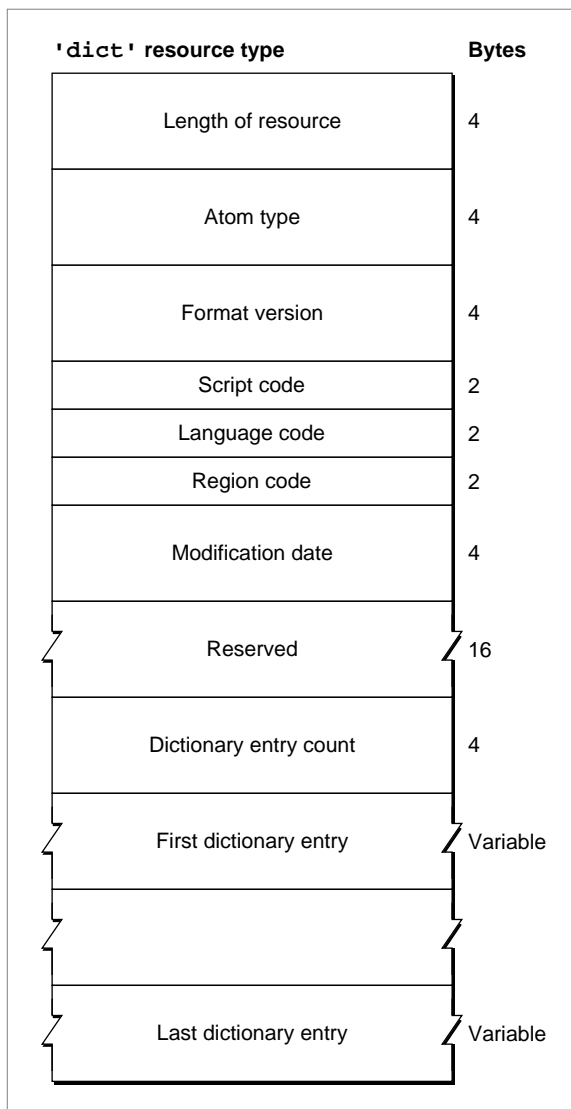 'dict' resource type Bytes
Length of resource 4
Atom type 4
Format version 4
Script code 2
Language code 2
Region code 2
Modification date 4
Reserved 16
Dictionary entry count 4
First dictionary entry Variable
Last dictionary entry Variable